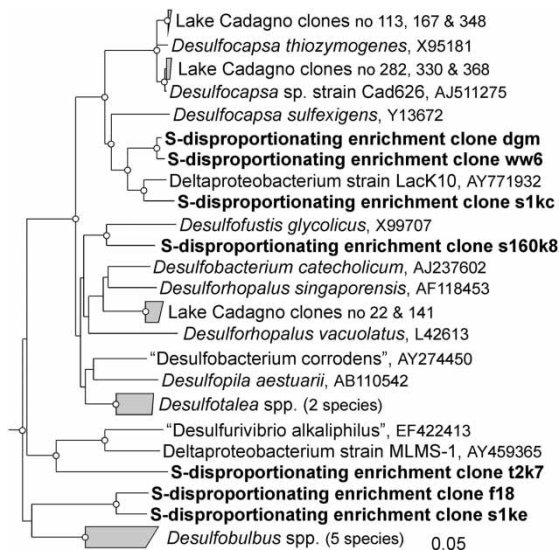 Lake Cadagno clones no 113, 167 & 348
Desulfocapsa thiozymogenes, X95181
Lake Cadagno clones no 282, 330 & 368
Desulfocapsa sp. strain Cad626, AJ511275
Desulfocapsa sulfexigens, Y13672
S-disproportionating enrichment clone dgm
S-disproportionating enrichment clone ww6
Deltaproteobacterium strain LacK10, AY771932
S-disproportionating enrichment clone s1kc
Desulfofustis glycolicus, X99707
S-disproportionating enrichment clone s160k8
Desulfobacterium catecholicum, AJ237602
Desulforhopalus singaporensis, AF118453
Lake Cadagno clones no 22 & 141
Desulforhopalus vacuolatus, L42613
“Desulfobacterium corrodens”, AY274450
Desulfopila aestuarii, AB110542
Desulfotalea spp. (2 species)
“Desulfurivibrio alkaliphilus”, EF422413
Deltaproteobacterium strain MLMS-1, AY459365
S-disproportionating enrichment clone t2k7
S-disproportionating enrichment clone f18
S-disproportionating enrichment clone s1ke
Desulfobulbus spp. (5 species) 0.05